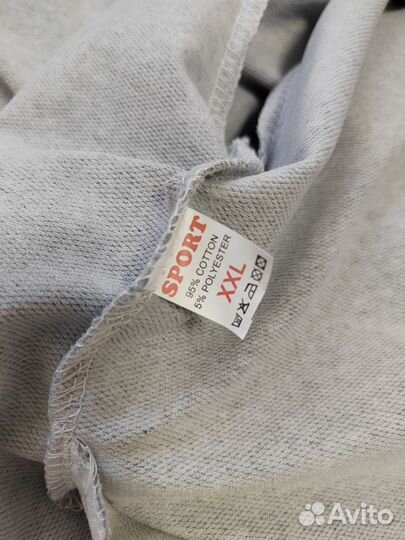 SPORT
95% COTTON
5% POLYESTER
XXL
Avito